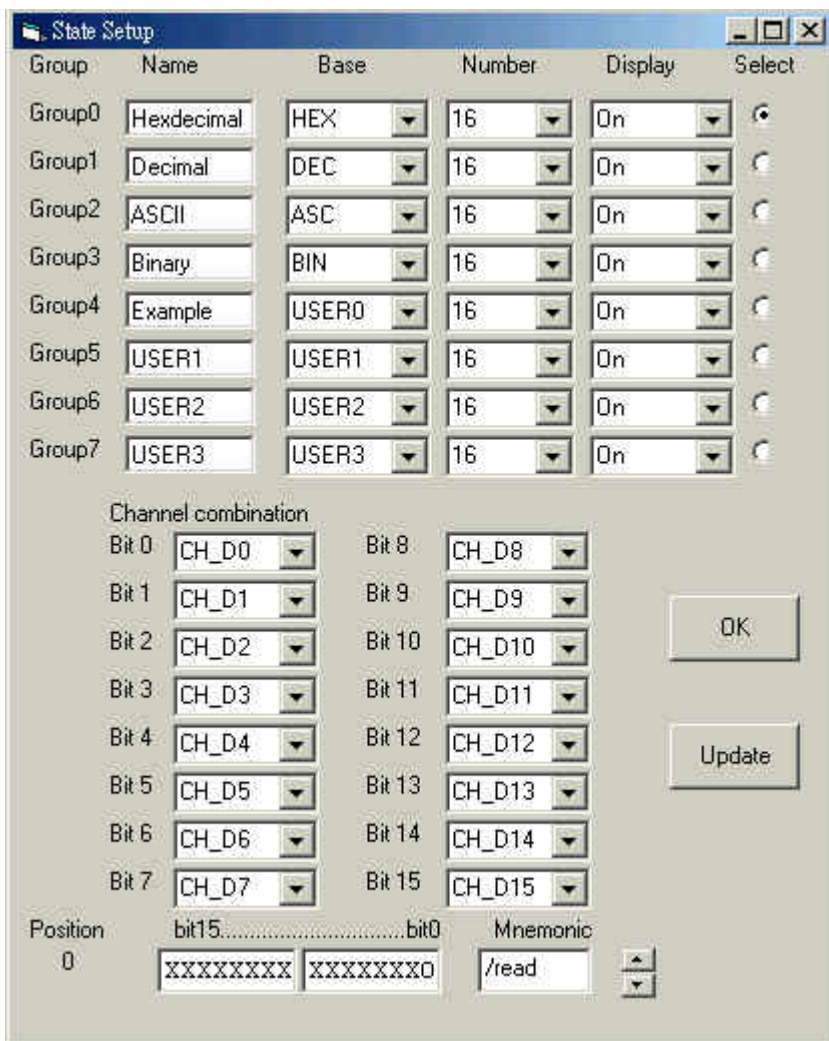 State Setup
Group Name Base Number Display Select
Group0 Hexdecimal HEX 16 On
Group1 Decimal DEC 16 On
Group2 ASCII ASC 16 On
Group3 Binary BIN 16 On
Group4 Example USER0 16 On
Group5 USER1 USER1 16 On
Group6 USER2 USER2 16 On
Group7 USER3 USER3 16 On
Channel combination
Bit 0 CH_D0 Bit 8 CH_D8
Bit 1 CH_D1 Bit 9 CH_D9
Bit 2 CH_D2 Bit 10 CH_D10
Bit 3 CH_D3 Bit 11 CH_D11
Bit 4 CH_D4 Bit 12 CH_D12
Bit 5 CH_D5 Bit 13 CH_D13
Bit 6 CH_D6 Bit 14 CH_D14
Bit 7 CH_D7 Bit 15 CH_D15
OK
Update
Position bit15................................bit0 Mnemonic
0 XXXXXXXX XXXXXXX0 /read